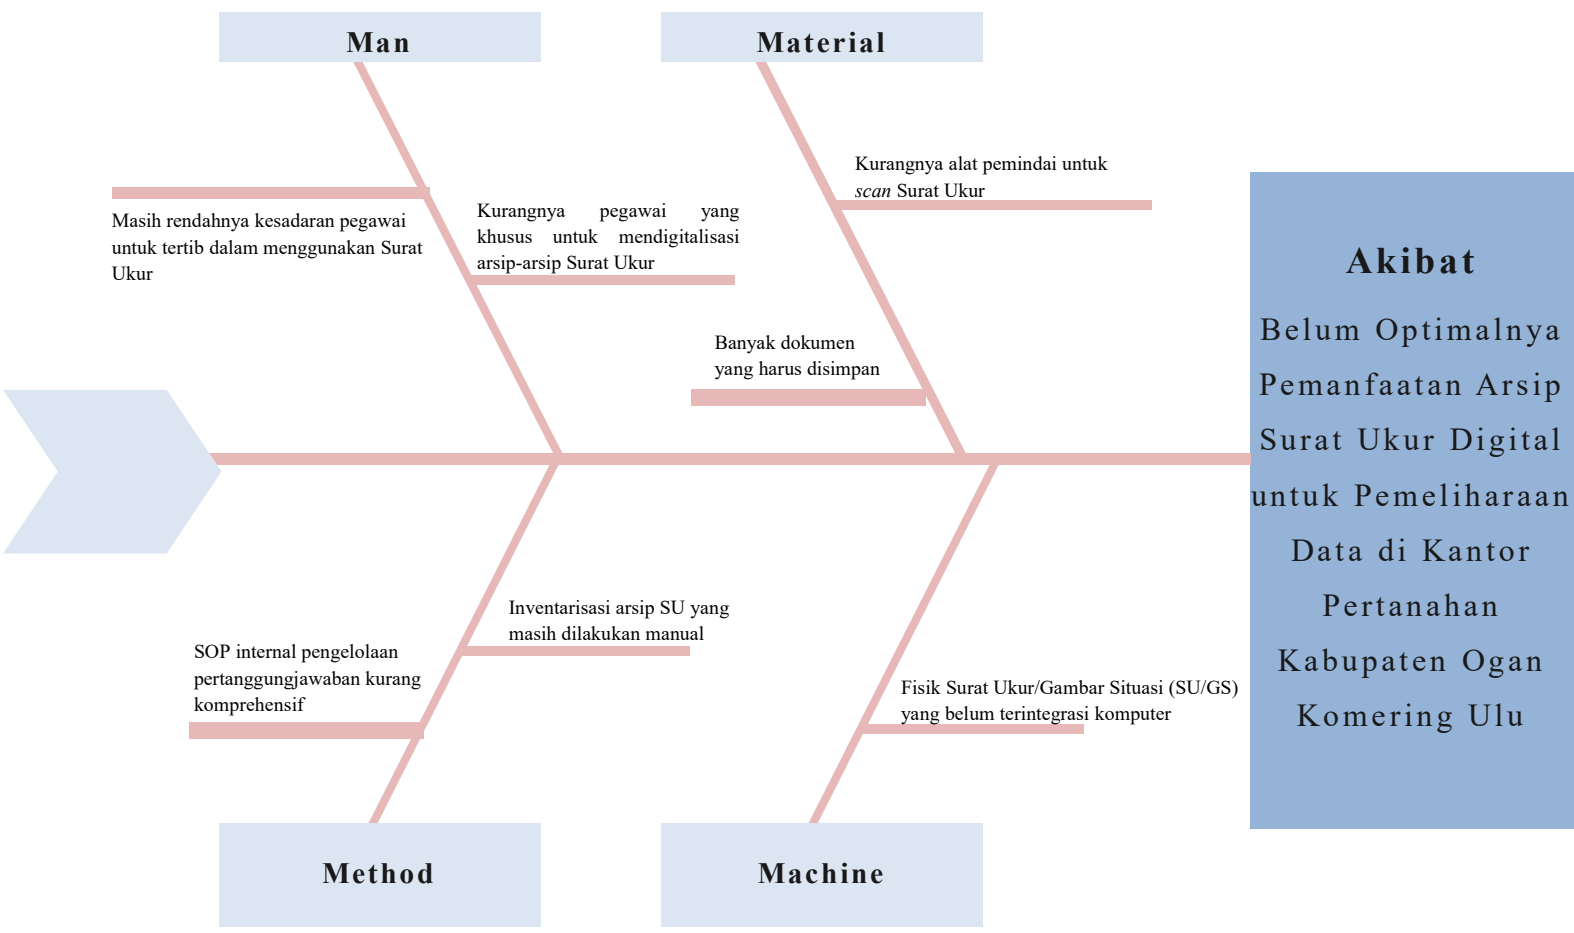 Man
Material
Masih rendahnya kesadaran pegawai
untuk tertib dalam menggunakan Surat
Ukur
Kurangnya pegawai yang
khusus untuk mendigitalisasi
arsip-arsip Surat Ukur
Kurangnya alat pemindai untuk
scan Surat Ukur
Banyak dokumen
yang harus disimpan
Akibat
Belum Optimalnya
Pemanfaatan Arsip
Surat Ukur Digital
untuk Pemeliharaan
Data di Kantor
Pertanahan
Kabupaten Ogan
Komering Ulu
SOP internal pengelolaan
pertanggungjawaban kurang
komprehensif
Inventarisasi arsip SU yang
masih dilakukan manual
Fisik Surat Ukur/Gambar Situasi (SU/GS)
yang belum terintegrasi komputer
Method
Machine